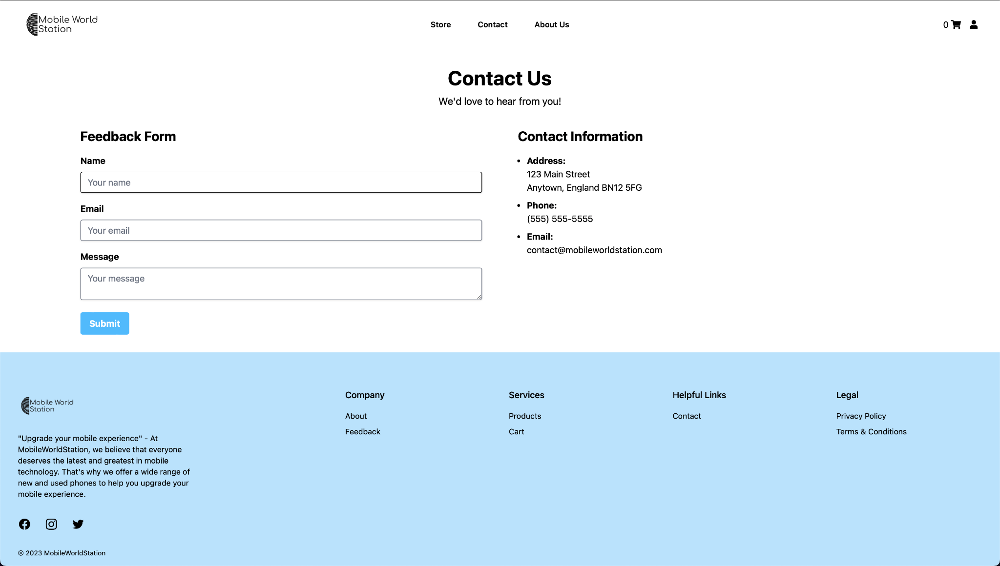 Mobile World
Station
Store
Contact
About Us
0
Contact Us
We'd love to hear from you!
Feedback Form
Name
Your name
Email
Your email
Message
Your message
Submit
Contact Information
Address:
123 Main Street
Anytown, England BN12 5FG
Phone:
(555) 555-5555
Email:
contact@mobileworldstation.com
Mobile World
Station
"Upgrade your mobile experience" - At
MobileWorldStation, we believe that everyone
deserves the latest and greatest in mobile
technology. That's why we offer a wide range of
new and used phones to help you upgrade your
mobile experience.
Company
About
Feedback
Services
Products
Cart
Helpful Links
Contact
Legal
Privacy Policy
Terms & Conditions
© 2023 MobileWorldStation